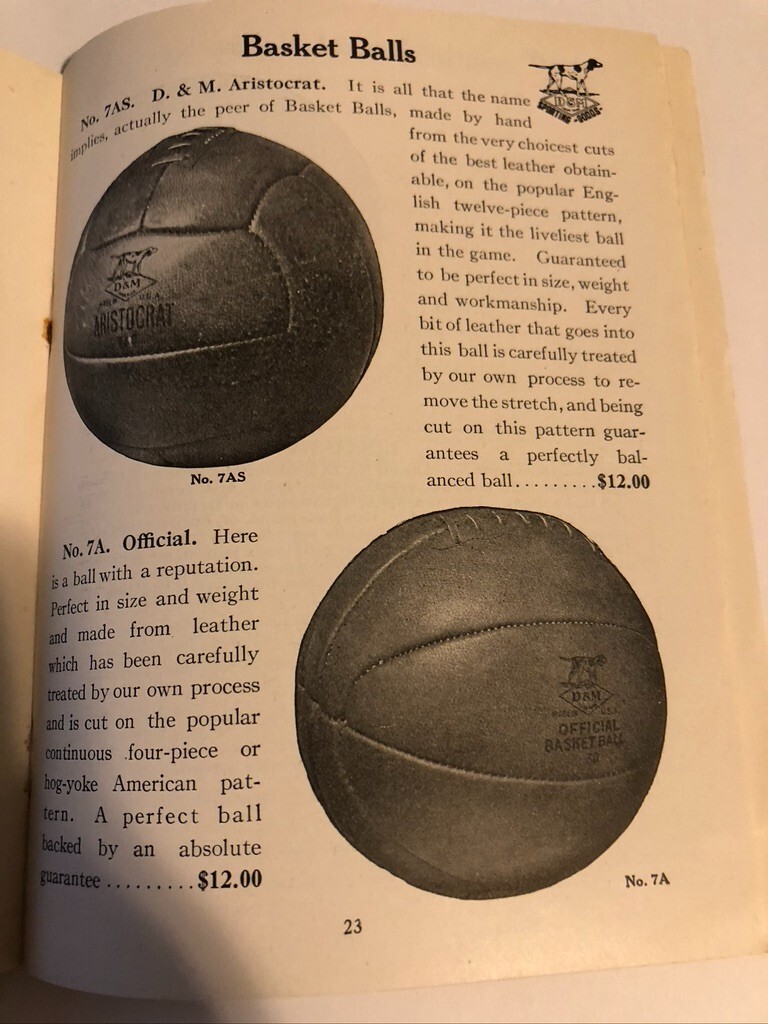 Basket Balls
D&M
SPORTING GOODS
No. 7AS. D. & M. Aristocrat. It is all that the name
implies, actually the peer of Basket Balls, made by hand
from the very choicest cuts
of the best leather obtain-
able, on the popular Eng-
lish twelve-piece pattern,
making it the liveliest ball
in the game. Guaranteed
to be perfect in size, weight
and workmanship. Every
bit of leather that goes into
this ball is carefully treated
by our own process to re-
move the stretch, and being
cut on this pattern guar-
antees a perfectly bal-
anced ball.........$12.00
D&M
U.S.A.
ARISTOCRAT
No. 7AS
No. 7A. Official. Here
is a ball with a reputation.
Perfect in size and weight
and made from leather
which has been carefully
treated by our own process
and is cut on the popular
continuous four-piece or
hog-yoke American pat-
tern. A perfect ball
backed by an absolute
guarantee.........$12.00
D&M
U.S.A.
OFFICIAL
BASKET BALL
No. 7A
23